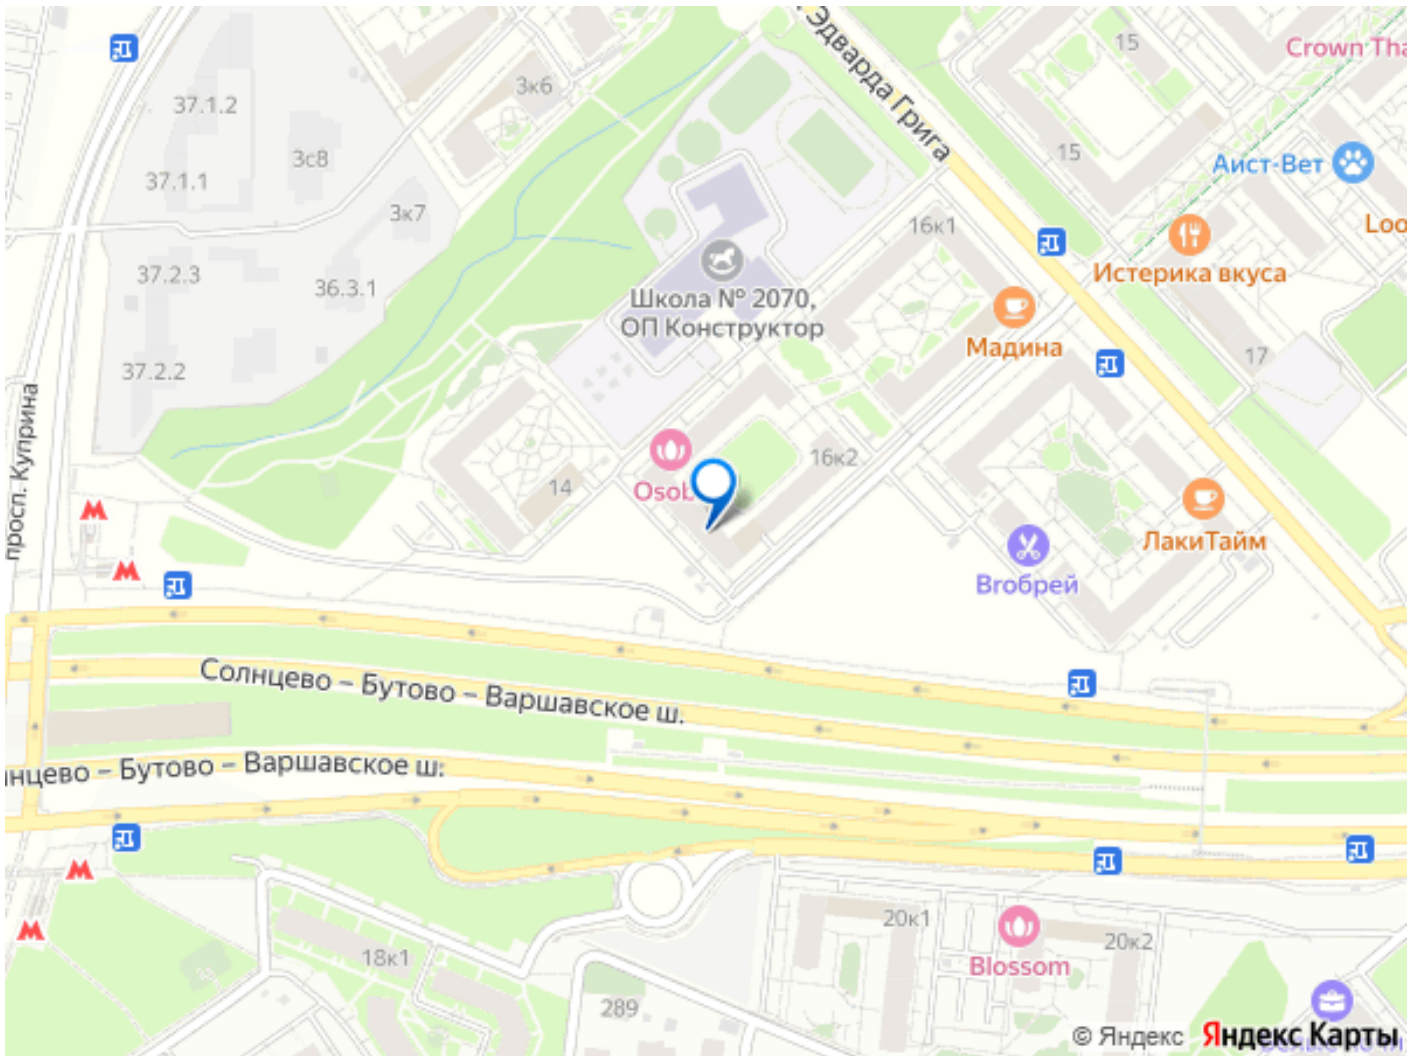 Эдварда Грига
15
Crown Tha
3к6
37.1.2
3с8
15
Аист-Вет
37.1.1
3к7
16к1
Loo
37.2.3
36.3.1
Истерика вкуса
Школа № 2070,
ОП Конструктор
Мадина
17
37.2.2
просп. Куприна
16к2
14
Osob
ЛакиТайм
Вгобрей
Солнцево – Бутово – Варшавское ш.
нцево – Бутово – Варшавское ш.
20к1
20к2
18к1
Blossom
289
© Яндекс Яндекс Карты